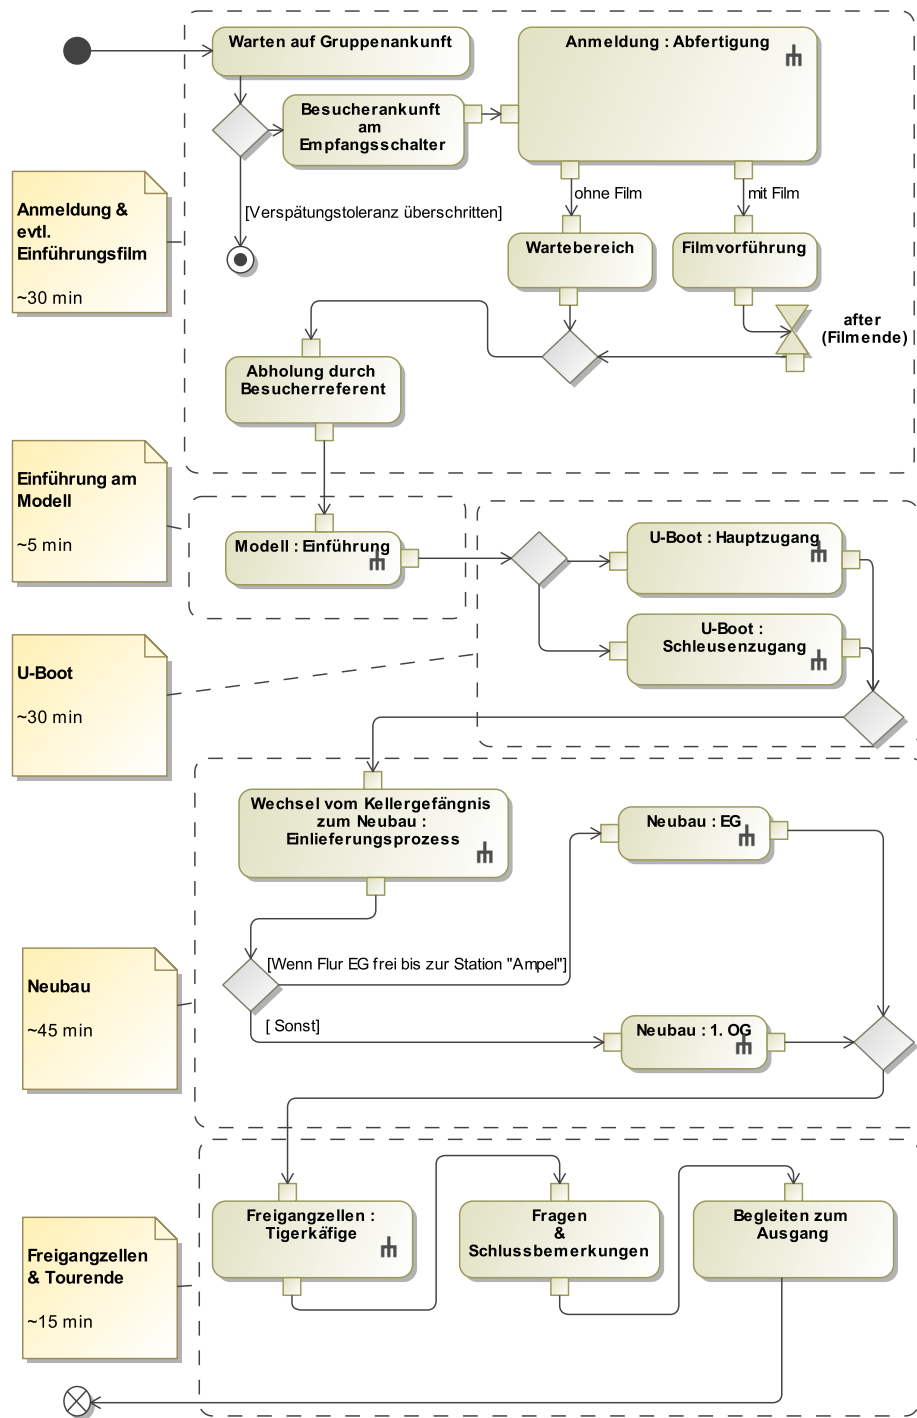 Warten auf Gruppenankunft
Anmeldung : Abfertigung
Besucherankunft
am
Empfangsschalter
ohne Film
mit Film
[Verspätungstoleranz überschritten]
Anmeldung &
evtl.
Einführungsfilm
~30 min
Wartebereich
Filmvorführung
after
(Filmende)
Abholung durch
Besucherreferent
Einführung am
Modell
~5 min
Modell : Einführung
U-Boot : Hauptzugang
U-Boot :
Schleusenzugang
U-Boot
~30 min
Wechsel vom Kellergefängnis
zum Neubau :
Einlieferungsprozess
Neubau : EG
[Wenn Flur EG frei bis zur Station "Ampel"]
[ Sonst]
Neubau : 1. OG
Neubau
~45 min
Freigangzellen :
Tigerkäfige
Fragen
&
Schlussbemerkungen
Begleiten zum
Ausgang
Freigangzellen
& Tourende
~15 min